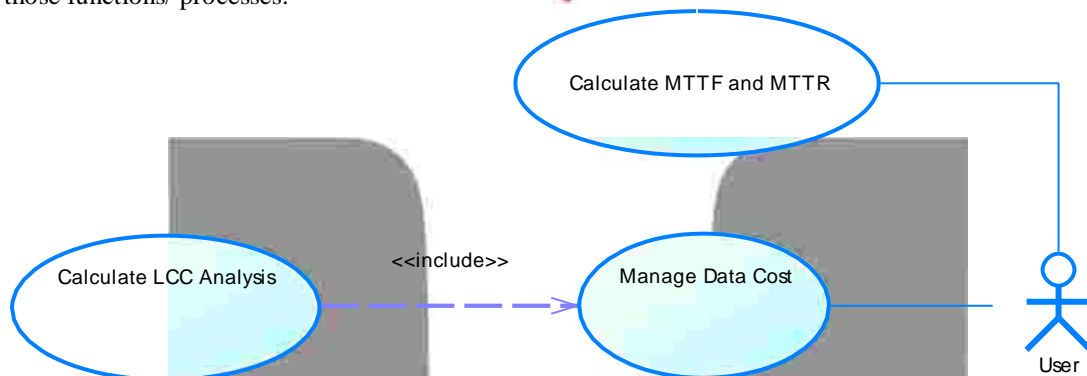 those functions/ processes.
Calculate MTTF and MTTR
<<include>>
Calculate LCC Analysis
Manage Data Cost
User